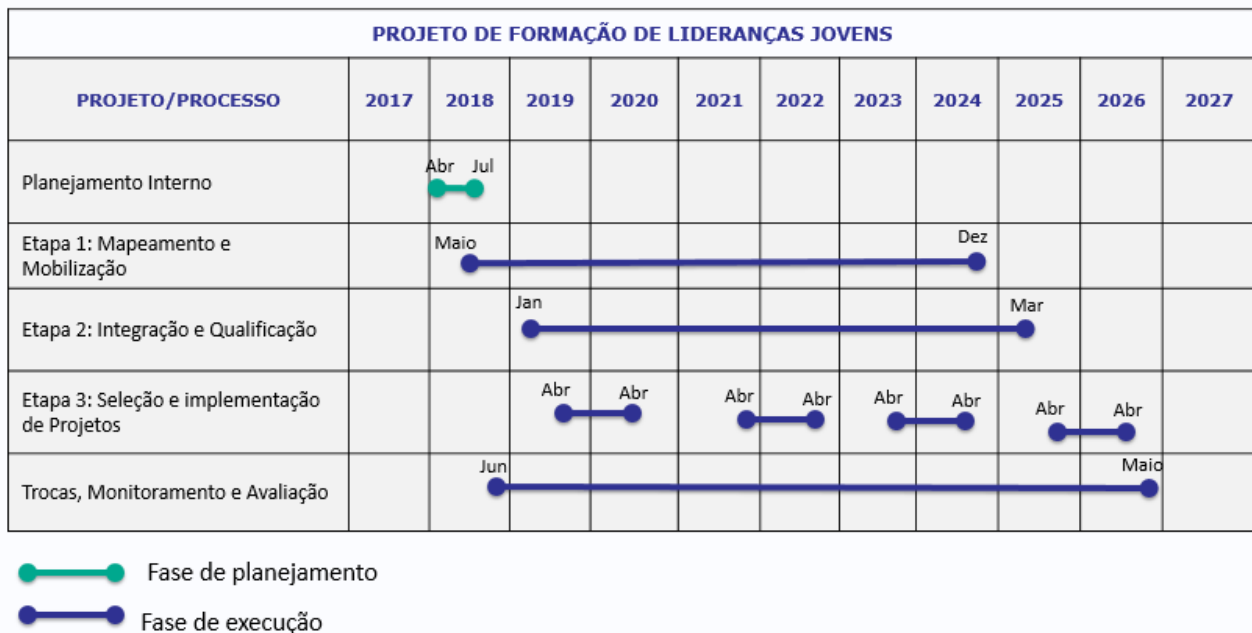 PROJETO DE FORMAÇÃO DE LIDERANÇAS JOVENS
PROJETO/PROCESSO 2017 2018 2019 2020 2021 2022 2023 2024 2025 2026 2027
Abr Jul
Planejamento Interno
Etapa 1: Mapeamento e
Mobilização
Maio Dez
Jan Mar
Etapa 2: Integração e Qualificação
Abr Abr Abr Abr Abr Abr Abr Abr
Etapa 3: Seleção e implementação
de Projetos
Jun Maio
Trocas, Monitoramento e Avaliação
Fase de planejamento
Fase de execução